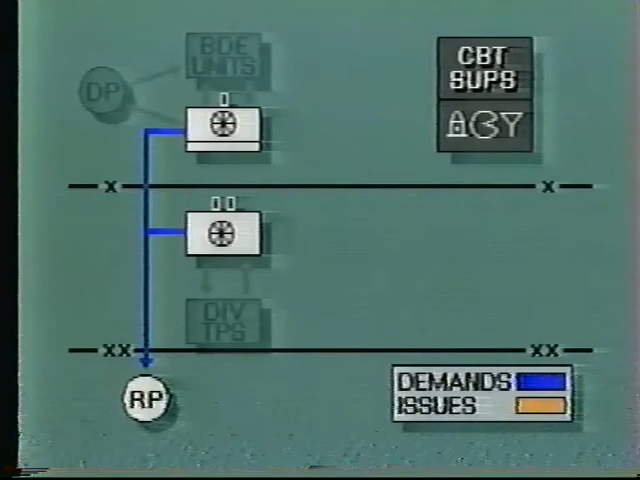 BDE
UNITS
DP
CBT
SUPS
X X
DIV
TPS
XX XX
RP
DEMANDS
ISSUES